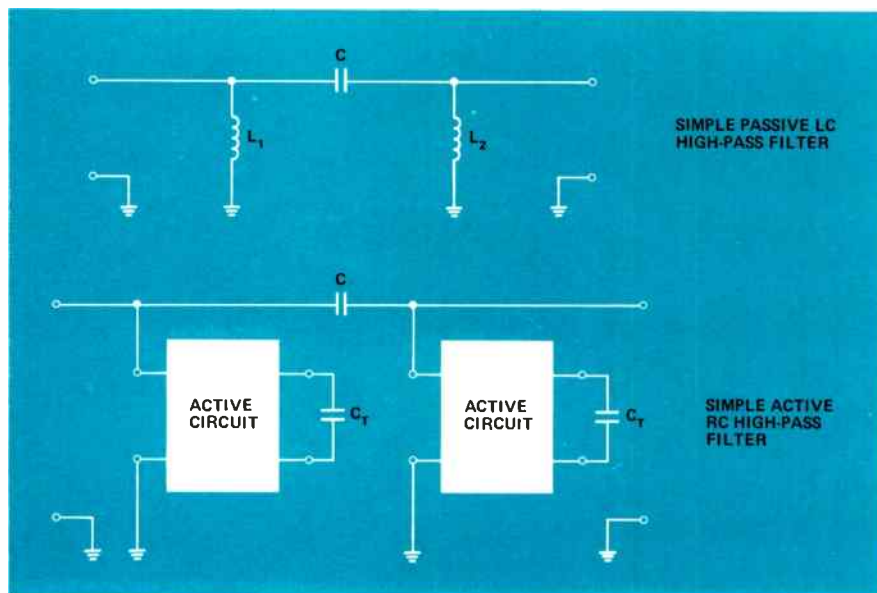 C
L1
L2
SIMPLE PASSIVE LC
HIGH-PASS FILTER
C
ACTIVE
CIRCUIT
CT
ACTIVE
CIRCUIT
CT
SIMPLE ACTIVE
RC HIGH-PASS
FILTER